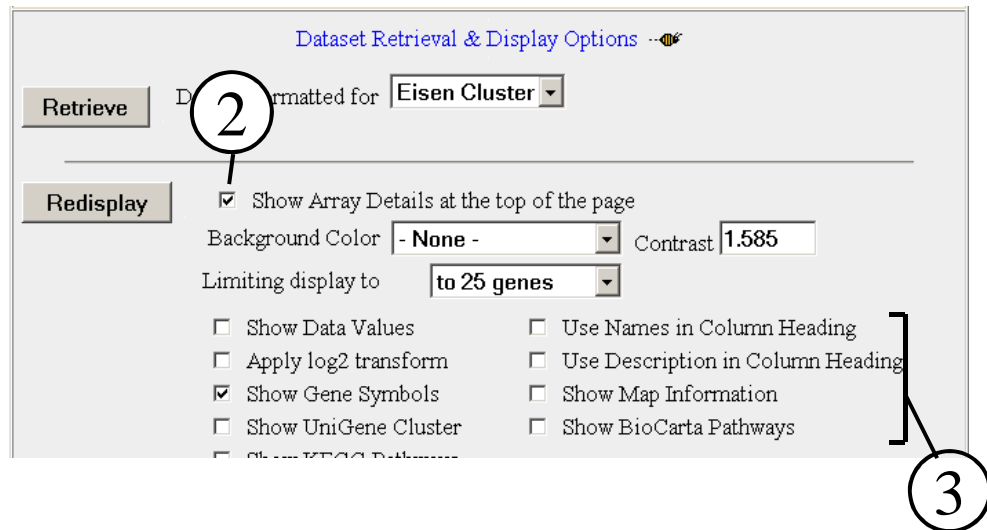 Dataset Retrieval & Display Options
Retrieve
rmatted for Eisen Cluster
2
Redisplay
Show Array Details at the top of the page
Background Color - None - Contrast 1.585
Limiting display to to 25 genes
Show Data Values Use Names in Column Heading
Apply log2 transform Use Description in Column Heading
Show Gene Symbols Show Map Information
Show UniGene Cluster Show BioCarta Pathways
3